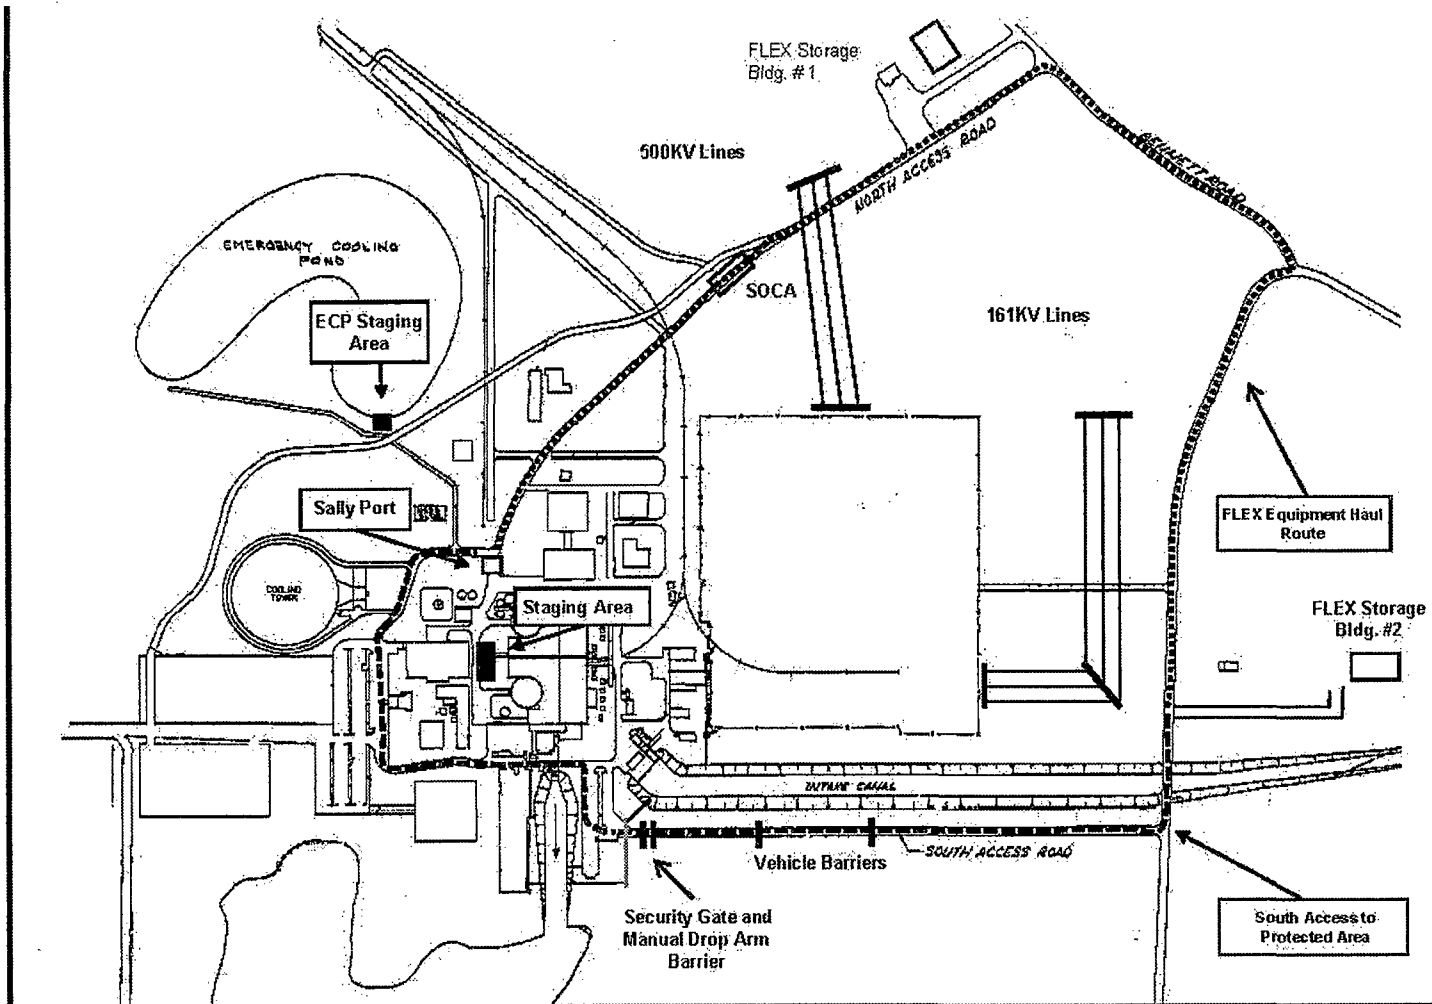 FLEX Storage
Bldg. #1
500KV Lines
NORTH ACCESS ROAD
BENNETT ROAD
EMERGENCY COOLING
POND
SOCA
161KV Lines
ECP Staging
Area
Sally Port
FLEX Equipment Haul
Route
COOLING
TOWER
Staging Area
FLEX Storage
Bldg. #2
INTAKE CANAL
SOUTH ACCESS ROAD
Vehicle Barriers
Security Gate and
Manual Drop Arm
Barrier
South Access to
Protected Area